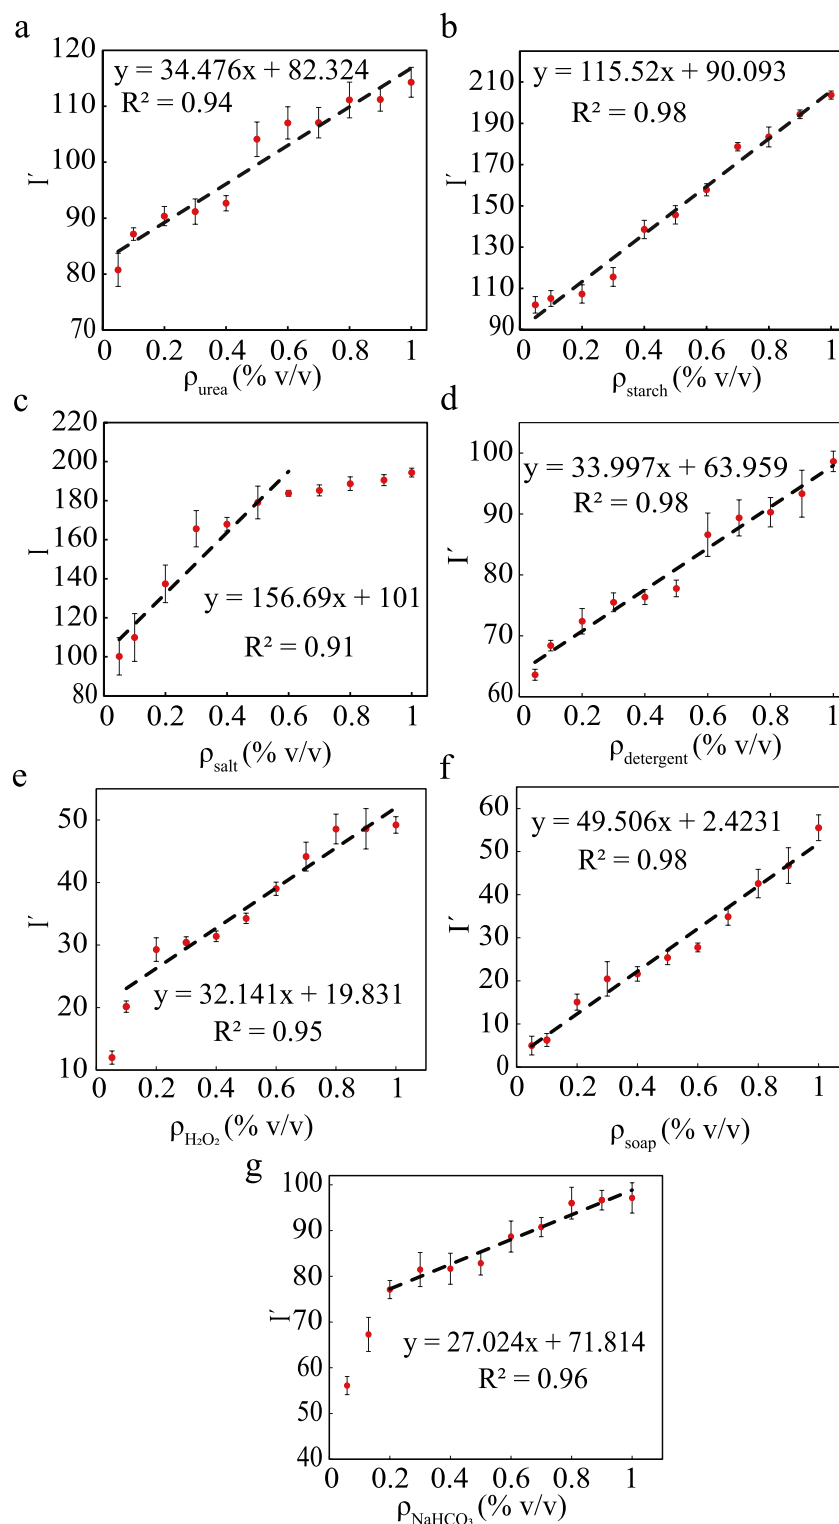 a
120
110
100
90
80
70
I′
y = 34.476x + 82.324
R² = 0.94
0 0.2 0.4 0.6 0.8 1
ρurea (% v/v)
b
210
190
170
150
130
110
90
I′
y = 115.52x + 90.093
R² = 0.98
0 0.2 0.4 0.6 0.8 1
ρstarch (% v/v)
c
220
200
180
160
140
120
100
80
I
y = 156.69x + 101
R² = 0.91
0 0.2 0.4 0.6 0.8 1
ρsalt (% v/v)
d
100
90
80
70
60
I′
y = 33.997x + 63.959
R² = 0.98
0 0.2 0.4 0.6 0.8 1
ρdetergent (% v/v)
e
50
40
30
20
10
I′
y = 32.141x + 19.831
R² = 0.95
0 0.2 0.4 0.6 0.8 1
ρH₂O₂ (% v/v)
f
60
50
40
30
20
10
0
I′
y = 49.506x + 2.4231
R² = 0.98
0 0.2 0.4 0.6 0.8 1
ρsoap (% v/v)
g
100
90
80
70
60
50
40
I′
y = 27.024x + 71.814
R² = 0.96
0 0.2 0.4 0.6 0.8 1
ρNaHCO₃ (% v/v)